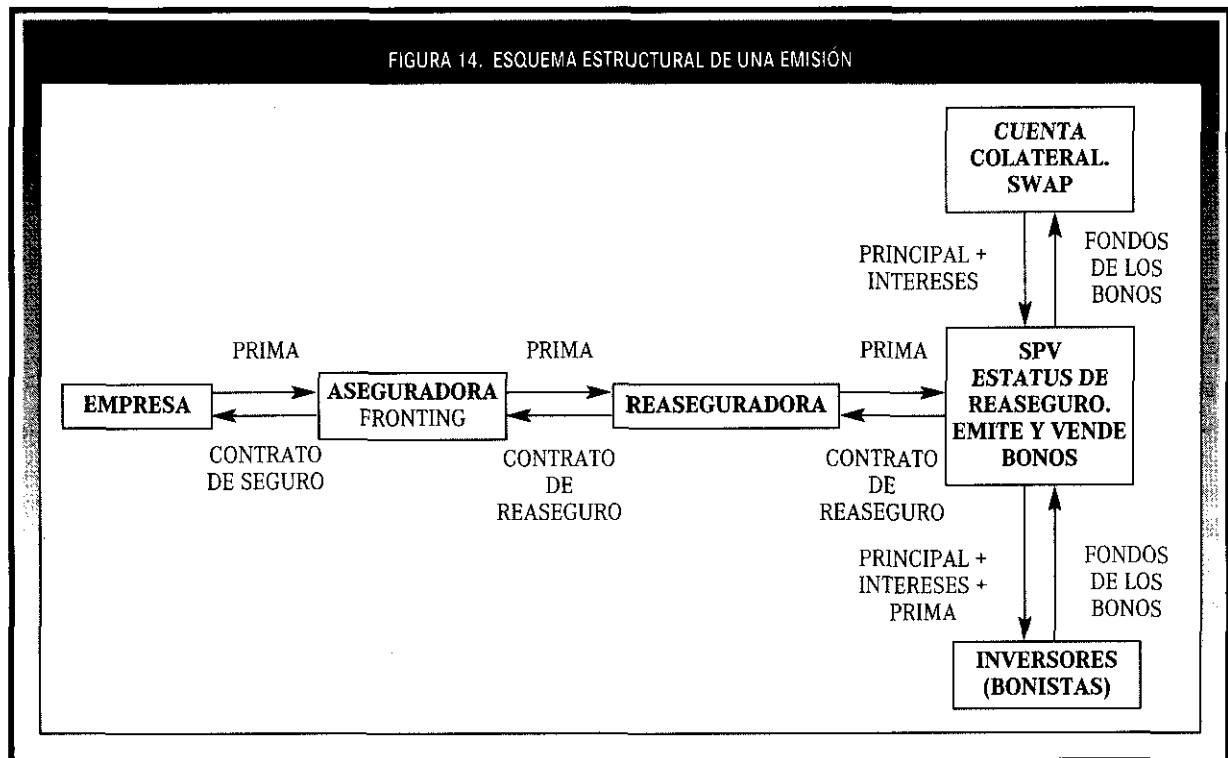 FIGURA 14. ESQUEMA ESTRUCTURAL DE UNA EMISIÓN
CUENTA
COLATERAL.
SWAP
PRINCIPAL +
INTERESES
FONDOS
DE LOS
BONOS
PRIMA
PRIMA
PRIMA
EMPRESA
ASEGURADORA
FRONTING
REASEGURADORA
SPV
ESTATUS DE
REASEGURO.
EMITE Y VENDE
BONOS
CONTRATO
DE SEGURO
CONTRATO
DE
REASEGURO
CONTRATO
DE
REASEGURO
PRINCIPAL +
INTERESES +
PRIMA
FONDOS
DE LOS
BONOS
INVERSORES
(BONISTAS)